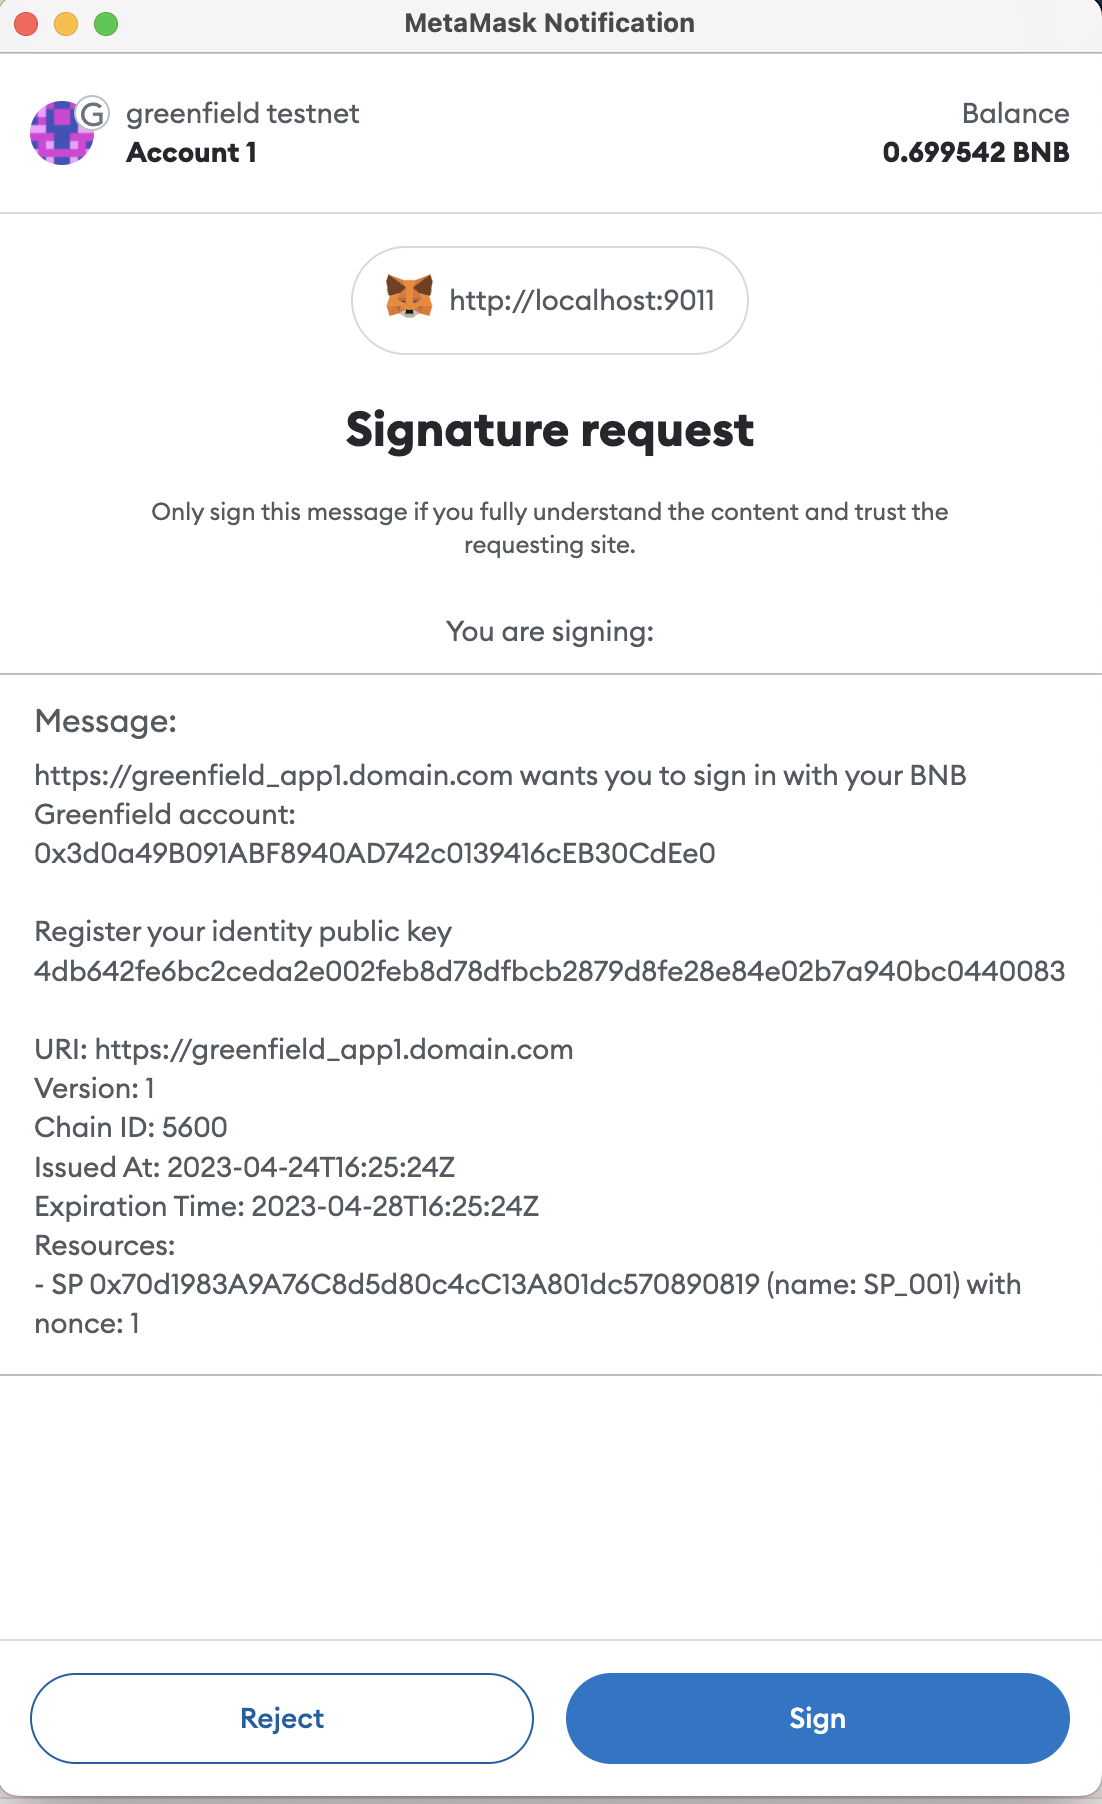 MetaMask Notification
G
greenfield testnet
Balance
Account 1
0.699542 BNB
http://localhost:9011
Signature request
Only sign this message if you fully understand the content and trust the
requesting site.
You are signing:
Message:
https://greenfield_app1.domain.com wants you to sign in with your BNB
Greenfield account:
0x3d0a49B091ABF8940AD742c0139416cEB30CdEe0
Register your identity public key
4db642fe6bc2ceda2e002feb8d78dfbcb2879d8fe28e84e02b7a940bc0440083
URI: https://greenfield_app1.domain.com
Version: 1
Chain ID: 5600
Issued At: 2023-04-24T16:25:24Z
Expiration Time: 2023-04-28T16:25:24Z
Resources:
- SP 0x70d1983A9A76C8d5d80c4cC13A801dc570890819 (name: SP_001) with
nonce: 1
Reject
Sign